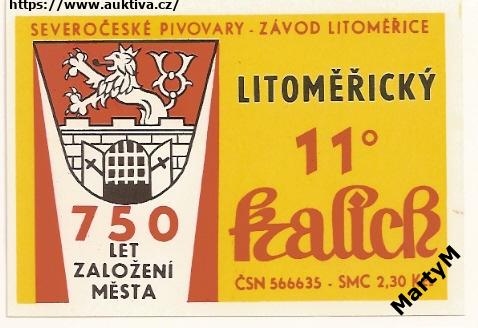 https://www.auktiva.cz/
SEVEROČESKÉ PIVOVARY - ZÁVOD LITOMĚŘICE
LITOMĚŘICKÝ
11°
kalich
750
LET
ZALOŽENÍ
MĚSTA
ČSN 566635 - SMC 2,30 Kčs
MartyM